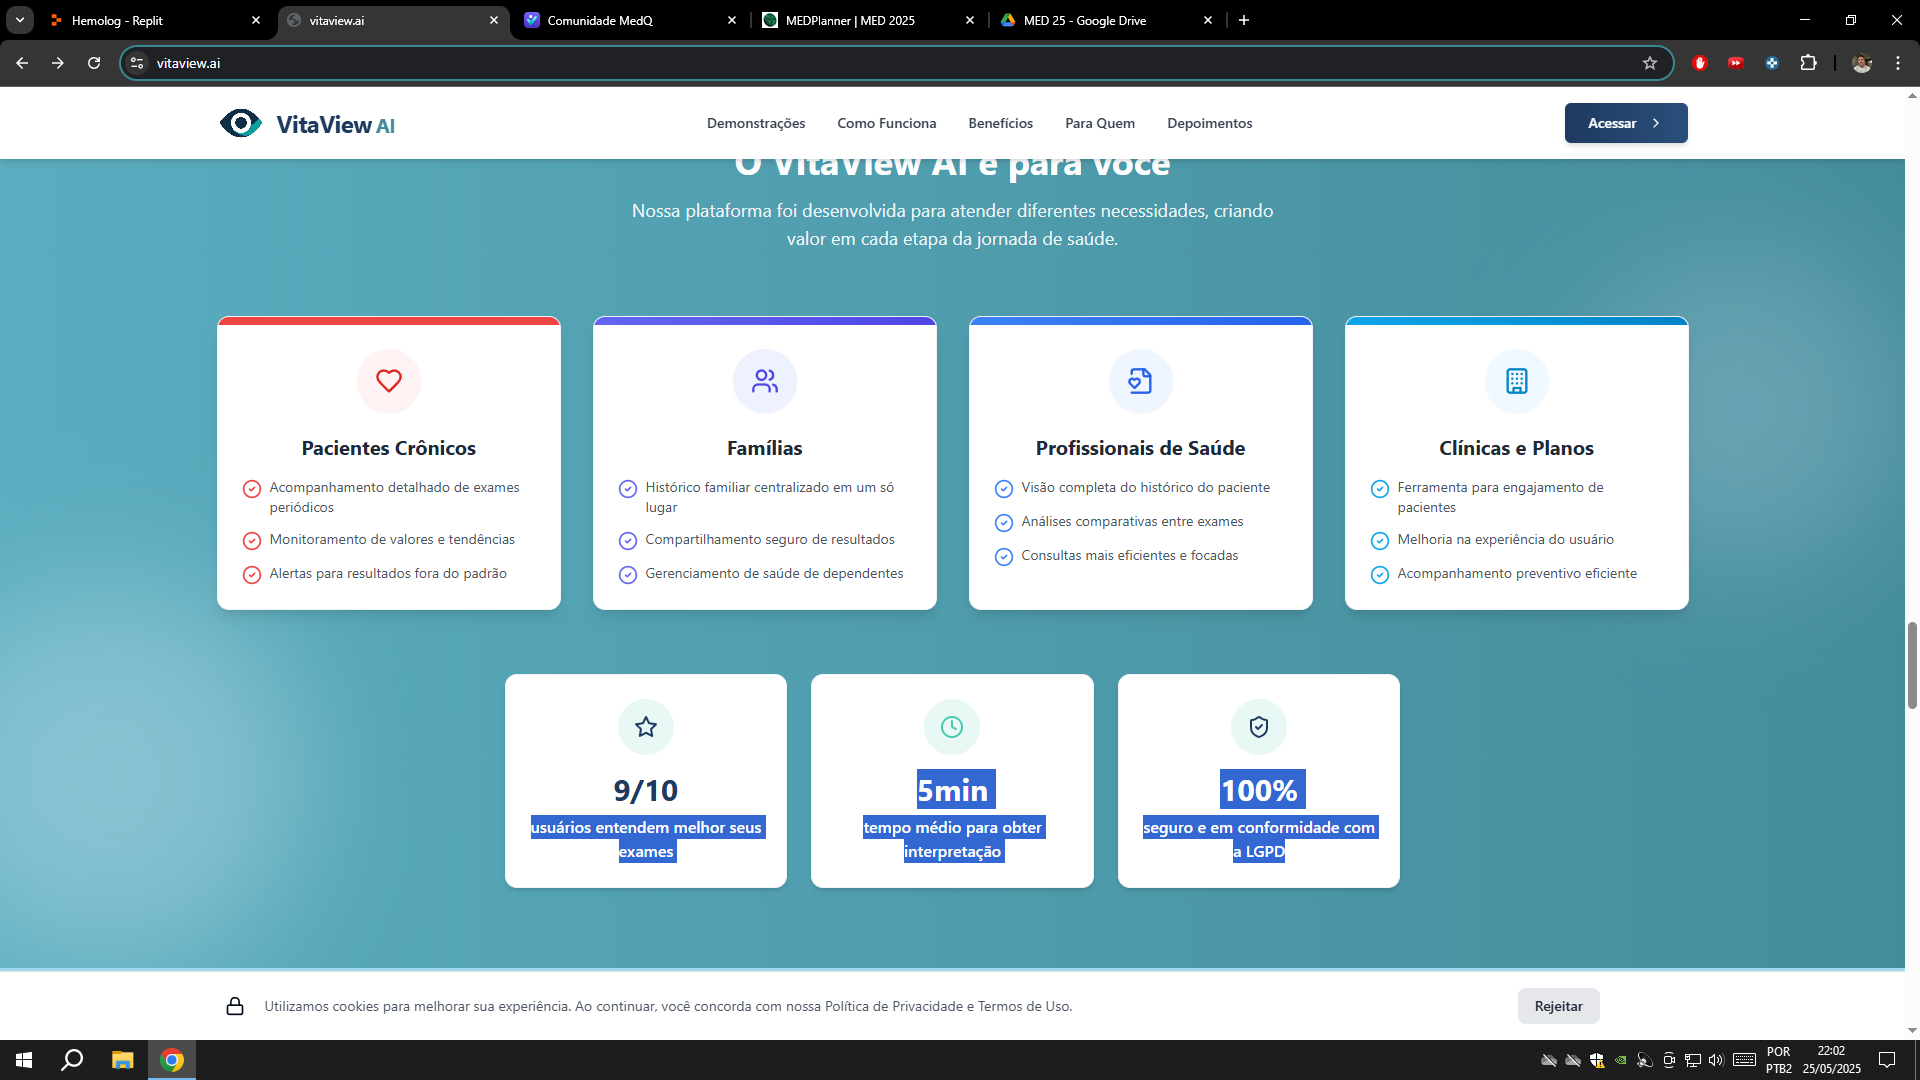 Hemolog - Replit
vitaview.ai
Comunidade MedQ
MEDPlanner | MED 2025
MED 25 - Google Drive
vitaview.ai
VitaView AI
Demonstrações
Como Funciona
Benefícios
Para Quem
Depoimentos
Acessar
O VitaView AI é para você
Nossa plataforma foi desenvolvida para atender diferentes necessidades, criando
valor em cada etapa da jornada de saúde.
Pacientes Crônicos
Acompanhamento detalhado de exames
periódicos
Monitoramento de valores e tendências
Alertas para resultados fora do padrão
Famílias
Histórico familiar centralizado em um só
lugar
Compartilhamento seguro de resultados
Gerenciamento de saúde de dependentes
Profissionais de Saúde
Visão completa do histórico do paciente
Análises comparativas entre exames
Consultas mais eficientes e focadas
Clínicas e Planos
Ferramenta para engajamento de
pacientes
Melhoria na experiência do usuário
Acompanhamento preventivo eficiente
9/10
usuários entendem melhor seus
exames
5min
tempo médio para obter
interpretação
100%
seguro e em conformidade com
a LGPD
Utilizamos cookies para melhorar sua experiência. Ao continuar, você concorda com nossa Política de Privacidade e Termos de Uso.
Rejeitar
POR
PTB2
22:02
25/05/2025